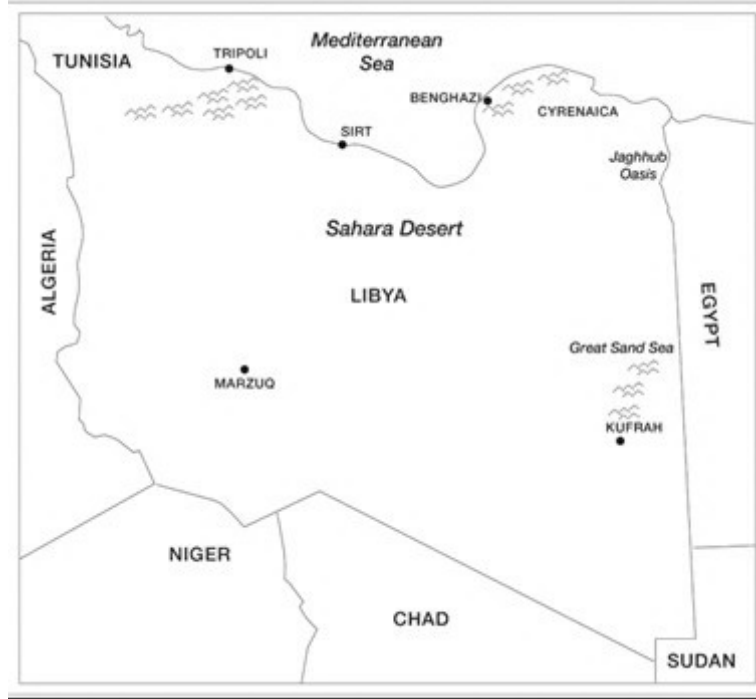 Mediterranean
Sea
TRIPOLI
TUNISIA
BENGHAZI
CYRENAICA
SIRT
Jaghhub
Oasis
Sahara Desert
ALGERIA
LIBYA
EGYPT
Great Sand Sea
MARZUQ
KUFRAH
NIGER
CHAD
SUDAN